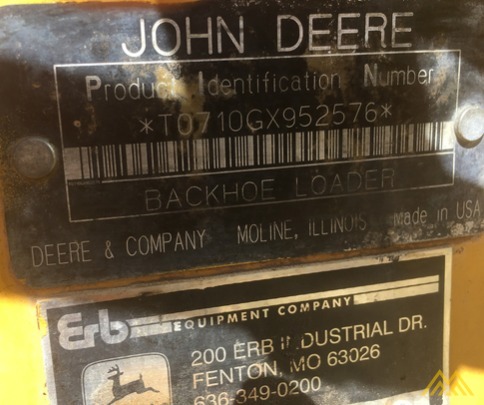 JOHN DEERE
Product Identification Number
*T0710GX952576*
BACKHOE LOADER
DEERE & COMPANY MOLINE, ILLINOIS Made in USA
Erb EQUIPMENT COMPANY
200 ERB INDUSTRIAL DR.
FENTON, MO 63026
636-349-0200